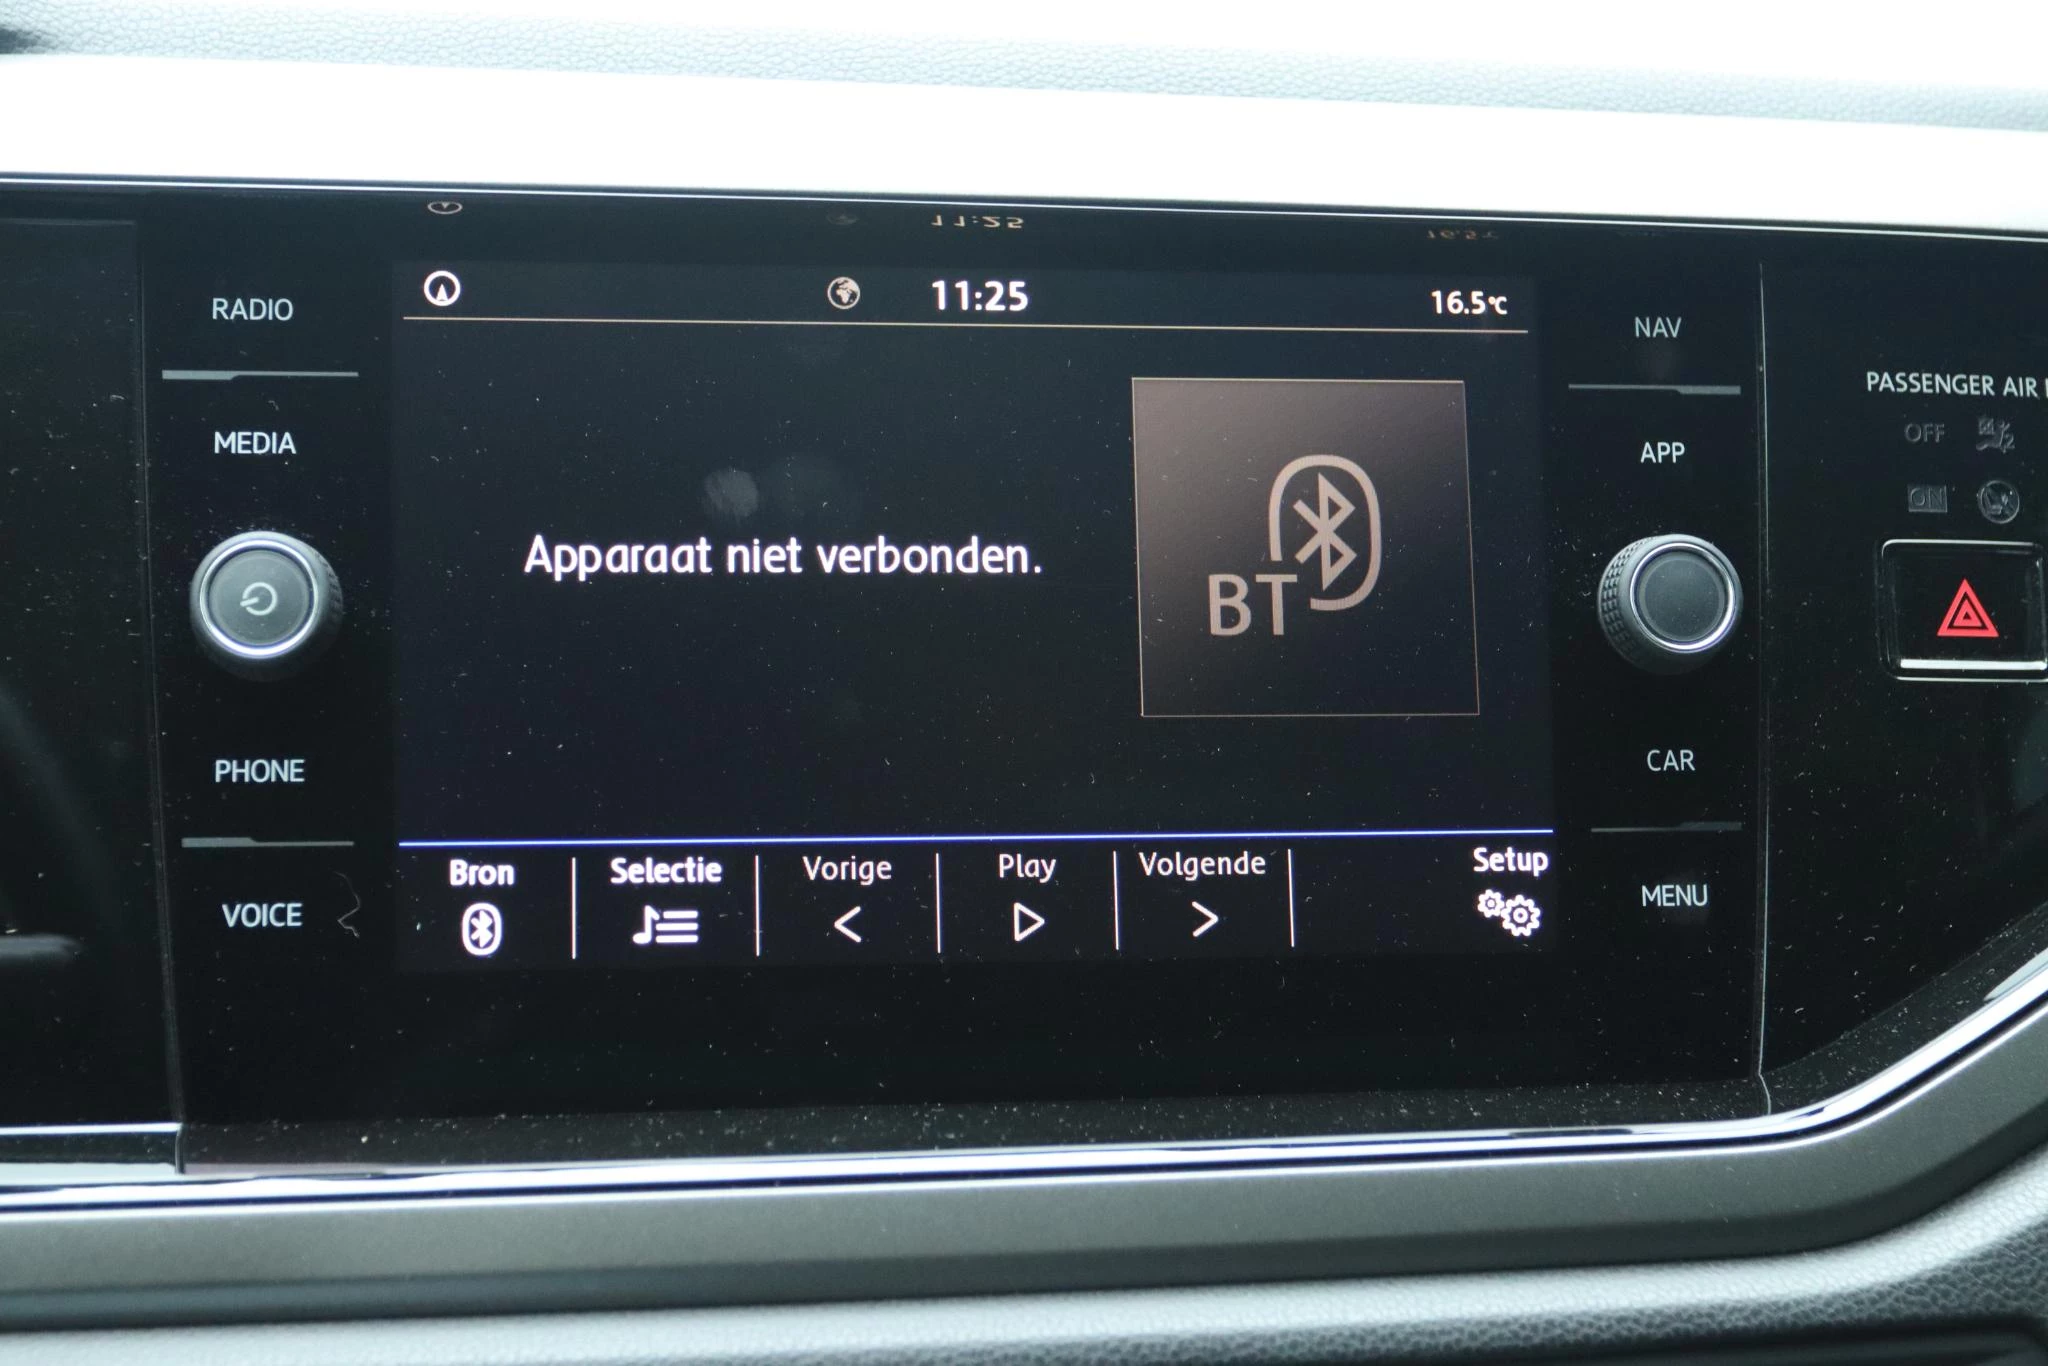 11:25
16.5°C
RADIO
MEDIA
PHONE
VOICE
Apparaat niet verbonden.
BT
Bron
Selectie
Vorige
Play
Volgende
Setup
NAV
APP
CAR
MENU
PASSENGER AIR
OFF
ON